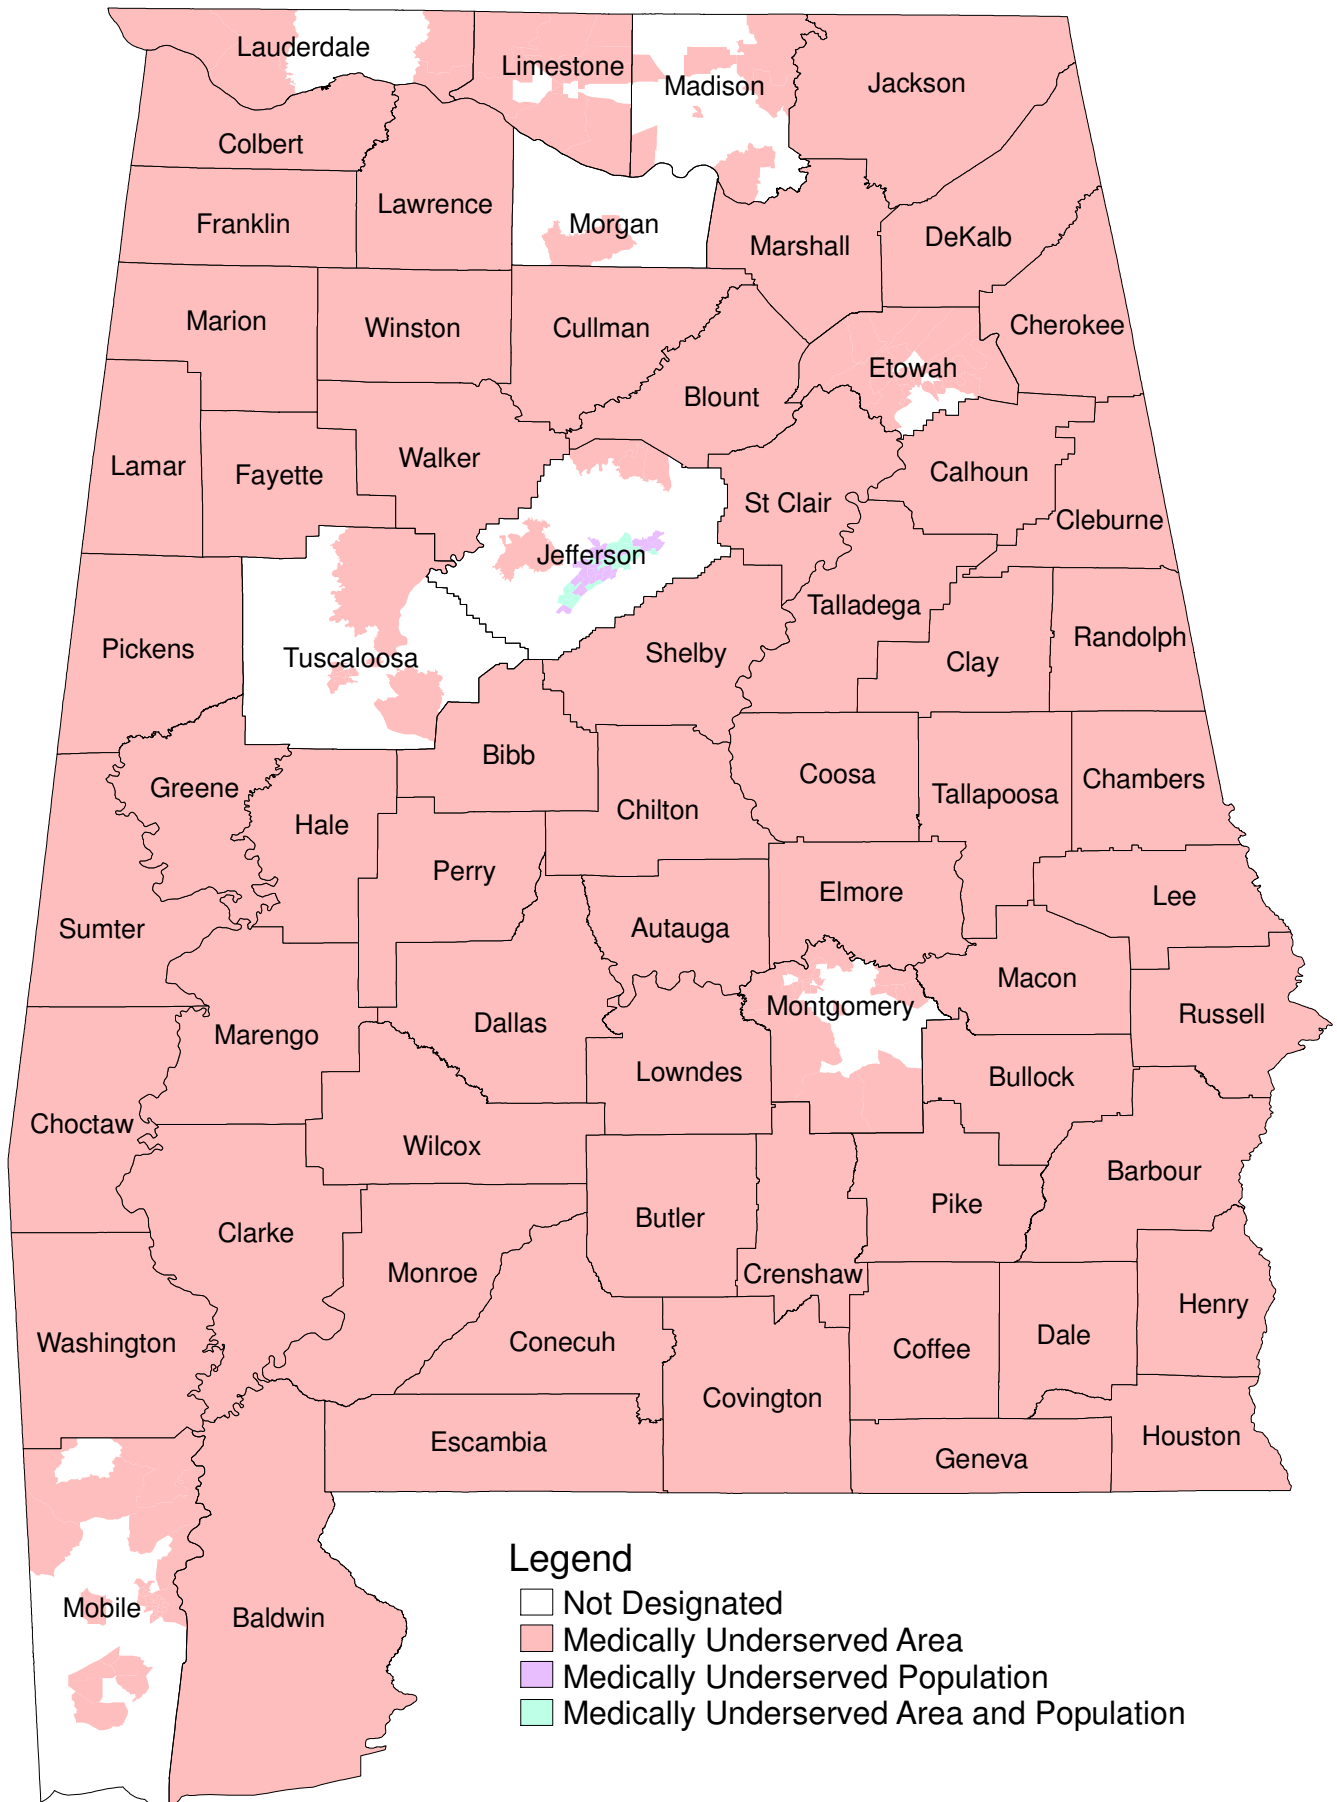 Lauderdale
Limestone
Madison
Jackson
Colbert
Lawrence
Franklin
Morgan
Marshall
DeKalb
Marion
Winston
Cullman
Cherokee
Etowah
Blount
Lamar
Fayette
Walker
Calhoun
St Clair
Cleburne
Jefferson
Talladega
Randolph
Pickens
Tuscaloosa
Shelby
Clay
Bibb
Greene
Coosa
Tallapoosa
Chambers
Hale
Chilton
Perry
Elmore
Lee
Sumter
Autauga
Macon
Montgomery
Russell
Marengo
Dallas
Lowndes
Bullock
Choctaw
Wilcox
Barbour
Pike
Butler
Clarke
Monroe
Crenshaw
Henry
Washington
Conecuh
Coffee
Dale
Covington
Escambia
Geneva
Houston
Mobile
Baldwin
Legend
Not Designated
Medically Underserved Area
Medically Underserved Population
Medically Underserved Area and Population